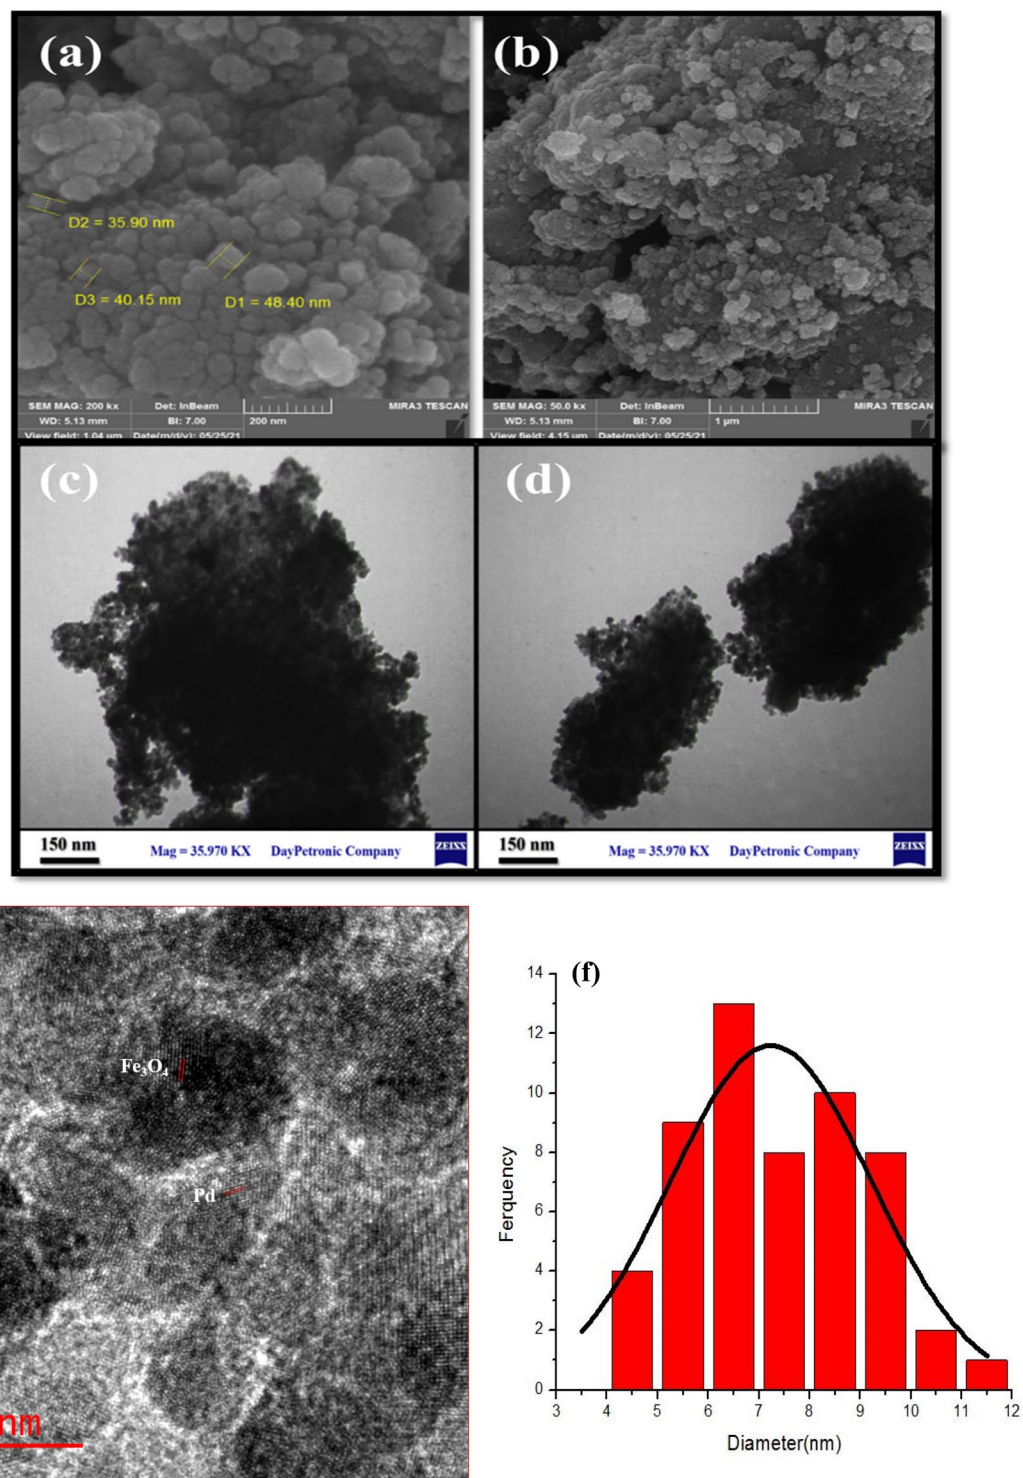 (a)
D2 = 35.90 nm
D3 = 40.15 nm
D1 = 48.40 nm
SEM MAG: 200 kx Det: InBeam MIRA3 TESCAN
WD: 5.13 mm BI: 7.00 200 nm
View field: 1.04 µm Date(m/d/y): 05/25/21
(b)
SEM MAG: 50.0 kx Det: InBeam MIRA3 TESCAN
WD: 5.13 mm BI: 7.00 1 µm
View field: 4.15 µm Date(m/d/y): 05/25/21
(c)
150 nm Mag = 35.970 KX DayPetronic Company ZEISS
(d)
150 nm Mag = 35.970 KX DayPetronic Company ZEISS
Fe₃O₄
Pd
nm
(f)
14
12
10
8
6
4
2
0
Ferquency
3 4 5 6 7 8 9 10 11 12
Diameter(nm)